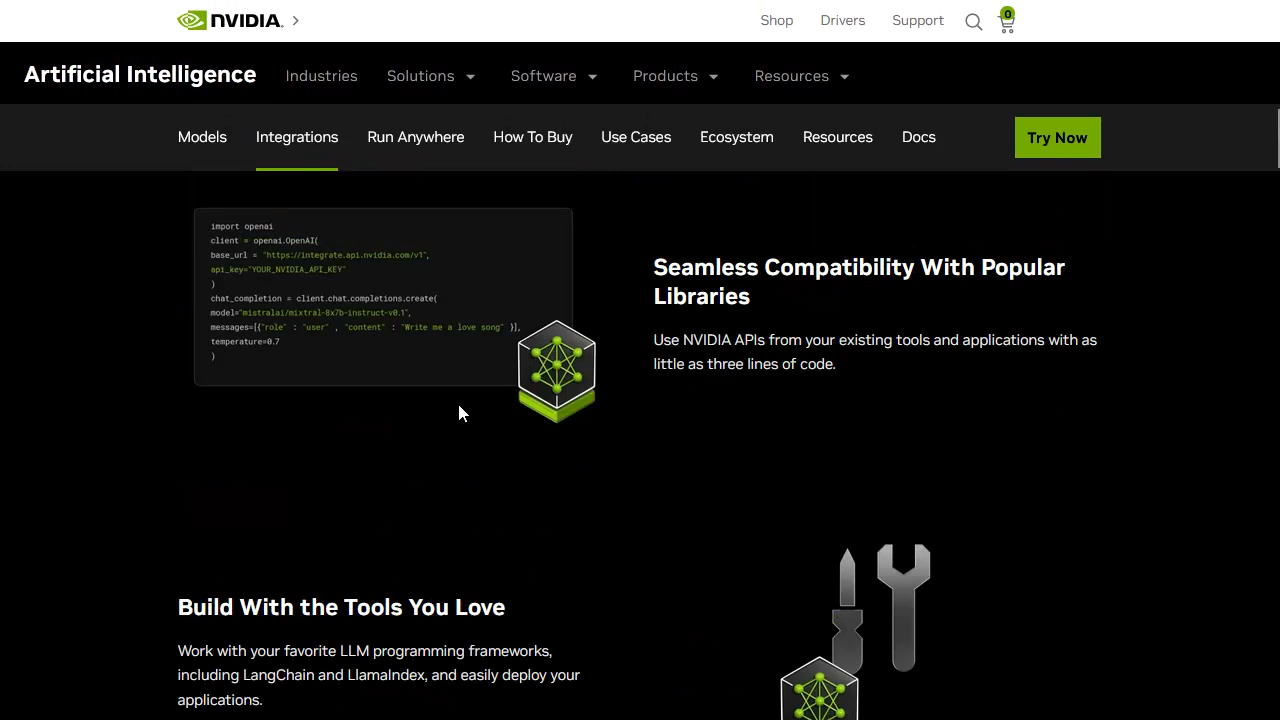 NVIDIA
Shop
Drivers
Support
0
Artificial Intelligence
Industries
Solutions
Software
Products
Resources
Models
Integrations
Run Anywhere
How To Buy
Use Cases
Ecosystem
Resources
Docs
Try Now
import openai
client = openai.OpenAI(
base_url = "https://integrate.api.nvidia.com/v1",
api_key="YOUR_NVIDIA_API_KEY"
)
chat_completion = client.chat.completions.create(
model="mistralai/mixtral-8x7b-instruct-v0.1",
messages=[{"role" : "user" , "content" : "Write me a love song" }],
temperature=0.7
)
Seamless Compatibility With Popular
Libraries
Use NVIDIA APIs from your existing tools and applications with as
little as three lines of code.
Build With the Tools You Love
Work with your favorite LLM programming frameworks,
including LangChain and LlamaIndex, and easily deploy your
applications.